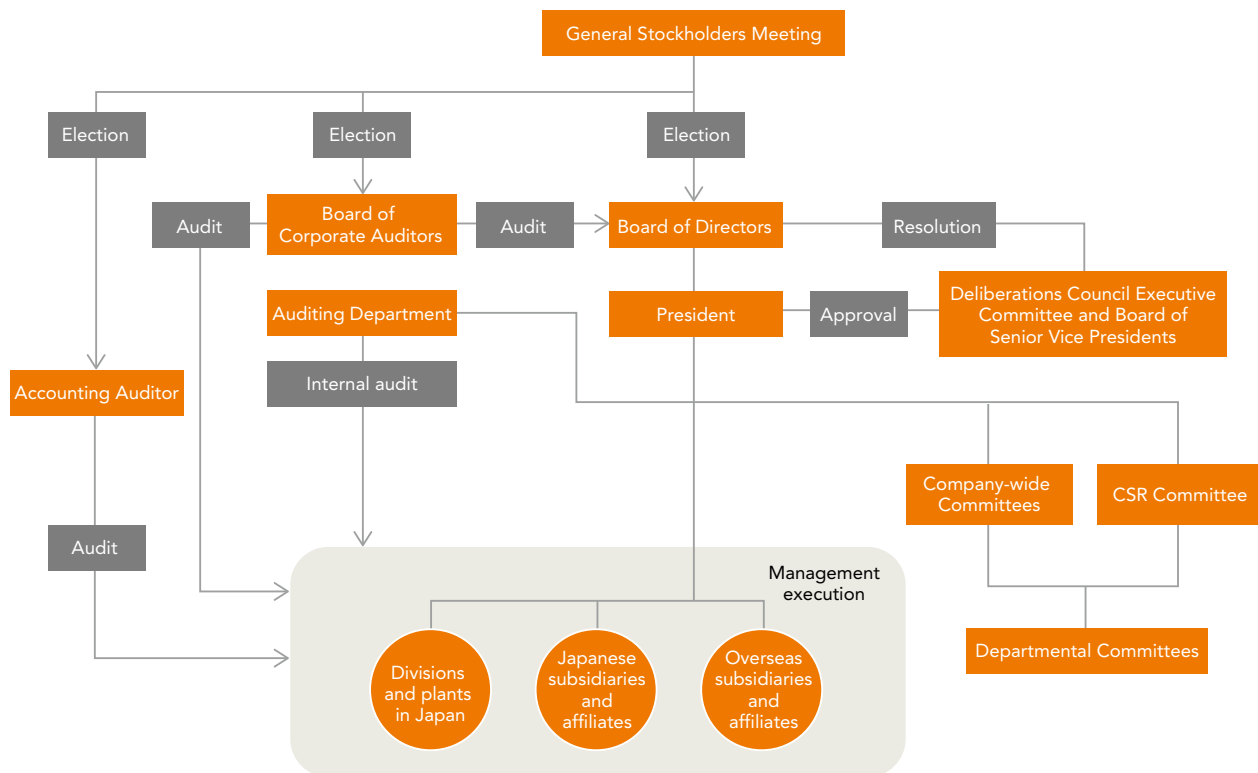 General Stockholders Meeting
Election
Election
Election
Audit
Board of
Corporate Auditors
Audit
Board of Directors
Resolution
Auditing Department
President
Approval
Deliberations Council Executive
Committee and Board of
Senior Vice Presidents
Accounting Auditor
Internal audit
Company-wide
Committees
CSR Committee
Audit
Management
execution
Departmental Committees
Divisions
and plants
in Japan
Japanese
subsidiaries
and
affiliates
Overseas
subsidiaries
and
affiliates